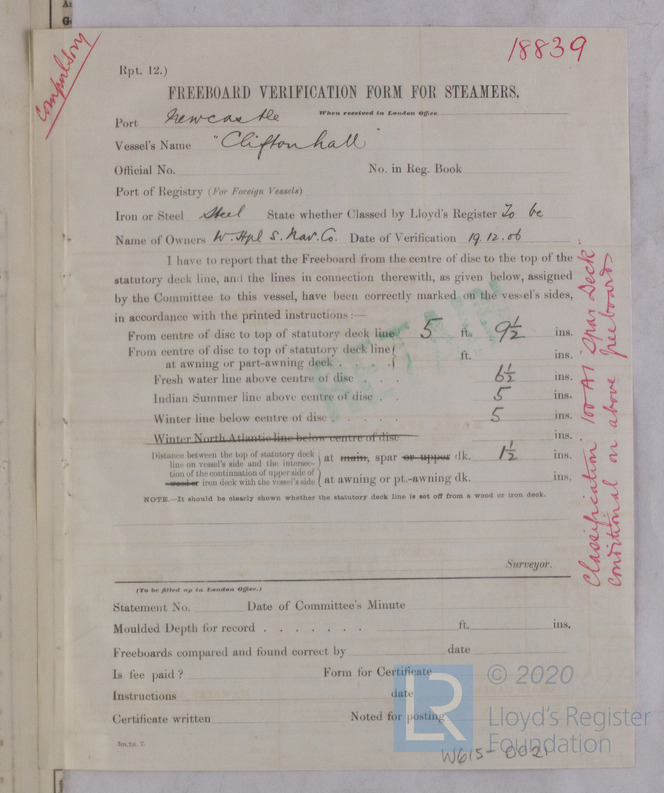 Compulsory
18839
Rpt. 12.)
FREEBOARD VERIFICATION FORM FOR STEAMERS.
When received in London Office
Port Newcastle
Vessel's Name "Cliftonhall"
Official No. No. in Reg. Book
Port of Registry (For Foreign Vessels)
Iron or Steel Steel State whether Classed by Lloyd's Register To be
Name of Owners W. Htpl S. Nav. Co. Date of Verification 19.12.06
I have to report that the Freeboard from the centre of disc to the top of the
statutory deck line, and the lines in connection therewith, as given below, assigned
by the Committee to this vessel, have been correctly marked on the vessel's sides,
in accordance with the printed instructions :—
From centre of disc to top of statutory deck line 5 ft. 9½ ins.
From centre of disc to top of statutory deck line
at awning or part-awning deck . . ft. ins.
Fresh water line above centre of disc . . 6½ ins.
Indian Summer line above centre of disc . . 5 ins.
Winter line below centre of disc . . . . 5 ins.
Winter North Atlantic line below centre of disc ins.
Distance between the top of statutory deck
line on vessel's side and the intersec-
tion of the continuation of upper side of
wood or iron deck with the vessel's side
at main, spar or upper dk. 1½ ins.
at awning or pt.-awning dk. ins.
NOTE.—It should be clearly shown whether the statutory deck line is set off from a wood or iron deck.
Surveyor.
Classification 100 A1 "Spar Deck"
conditional on above freeboards
(To be filled up in London Office.)
Statement No. Date of Committee's Minute
Moulded Depth for record . . . . . . . ft. ins.
Freeboards compared and found correct by date
Is fee paid ? Form for Certificate
Instructions date
Certificate written Noted for posting
LR
© 2020
Lloyd's Register
Foundation
W615-0021